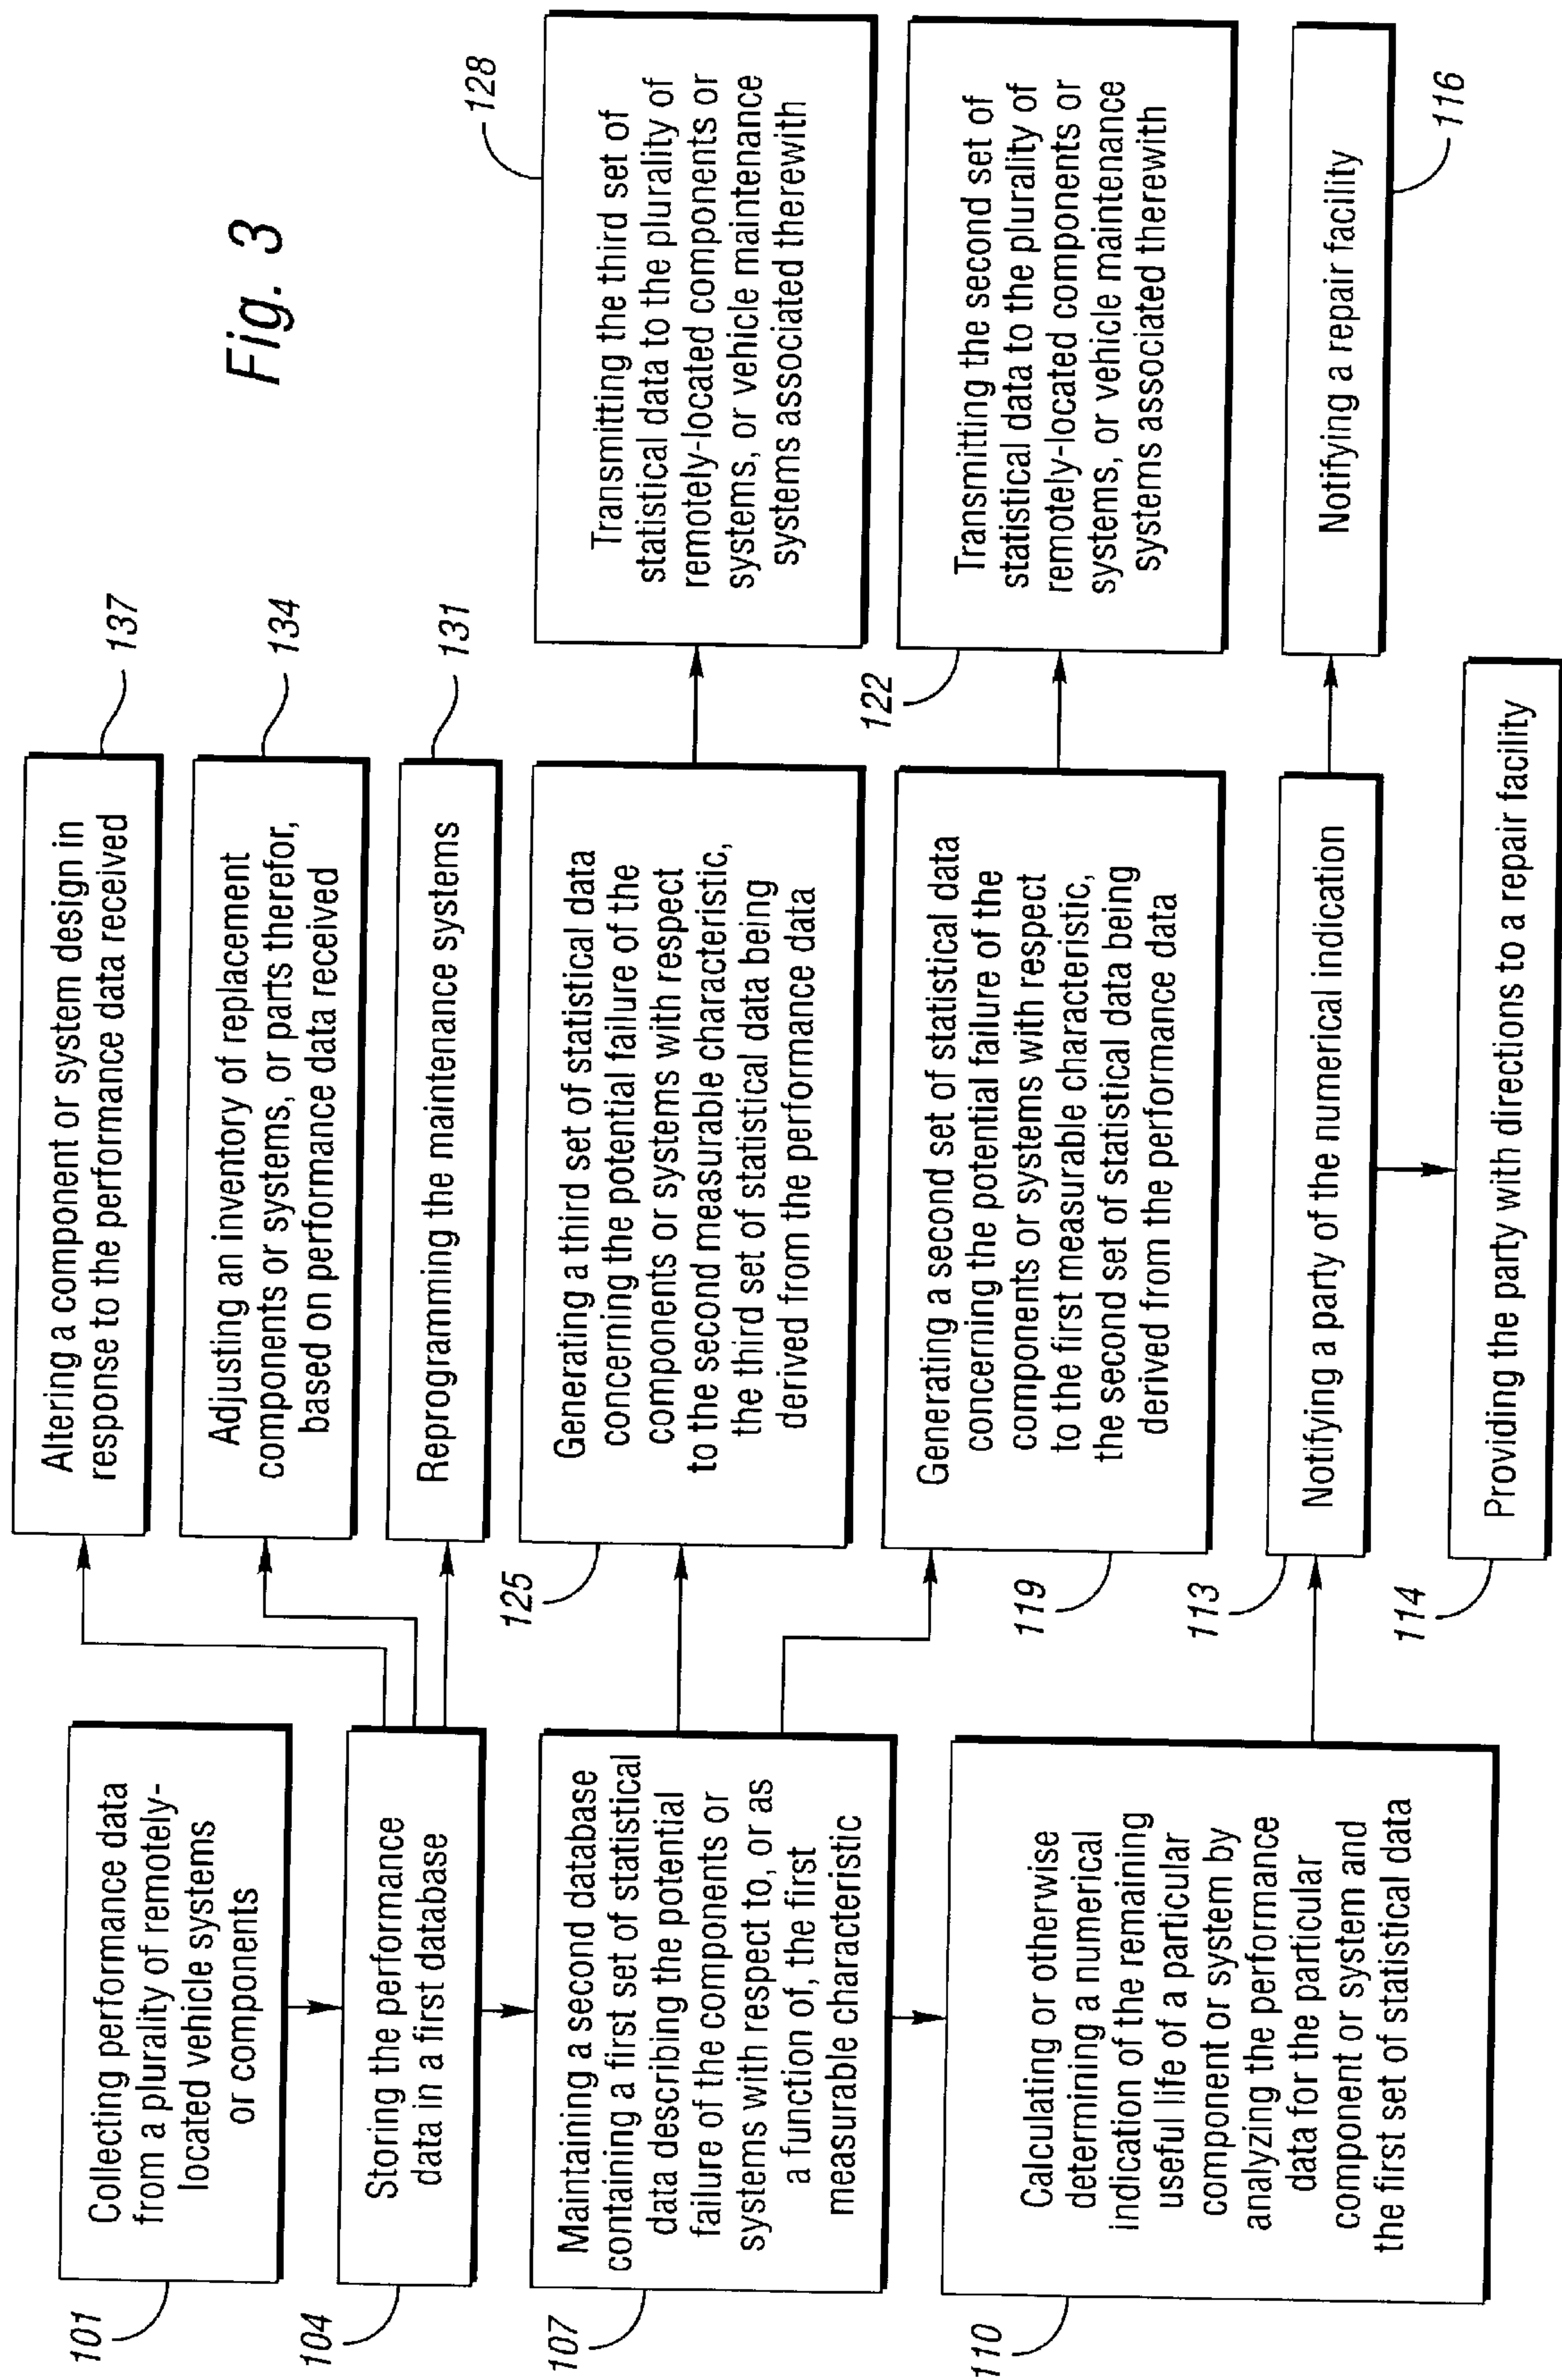 Fig. 3
101
Collecting performance data
from a plurality of remotely-
located vehicle systems
or components
104
Storing the performance
data in a first database
107
Maintaining a second database
containing a first set of statistical
data describing the potential
failure of the components or
systems with respect to, or as
a function of, the first
measurable characteristic
110
Calculating or otherwise
determining a numerical
indication of the remaining
useful life of a particular
component or system by
analyzing the performance
data for the particular
component or system and
the first set of statistical data
137
Altering a component or system design in
response to the performance data received
134
Adjusting an inventory of replacement
components or systems, or parts therefor,
based on performance data received
131
Reprogramming the maintenance systems
125
Generating a third set of statistical data
concerning the potential failure of the
components or systems with respect
to the second measurable characteristic,
the third set of statistical data being
derived from the performance data
119
Generating a second set of statistical data
concerning the potential failure of the
components or systems with respect
to the first measurable characteristic,
the second set of statistical data being
derived from the performance data
113
Notifying a party of the numerical indication
114
Providing the party with directions to a repair facility
128
Transmitting the third set of
statistical data to the plurality of
remotely-located components or
systems, or vehicle maintenance
systems associated therewith
122
Transmitting the second set of
statistical data to the plurality of
remotely-located components or
systems, or vehicle maintenance
systems associated therewith
Notifying a repair facility
116